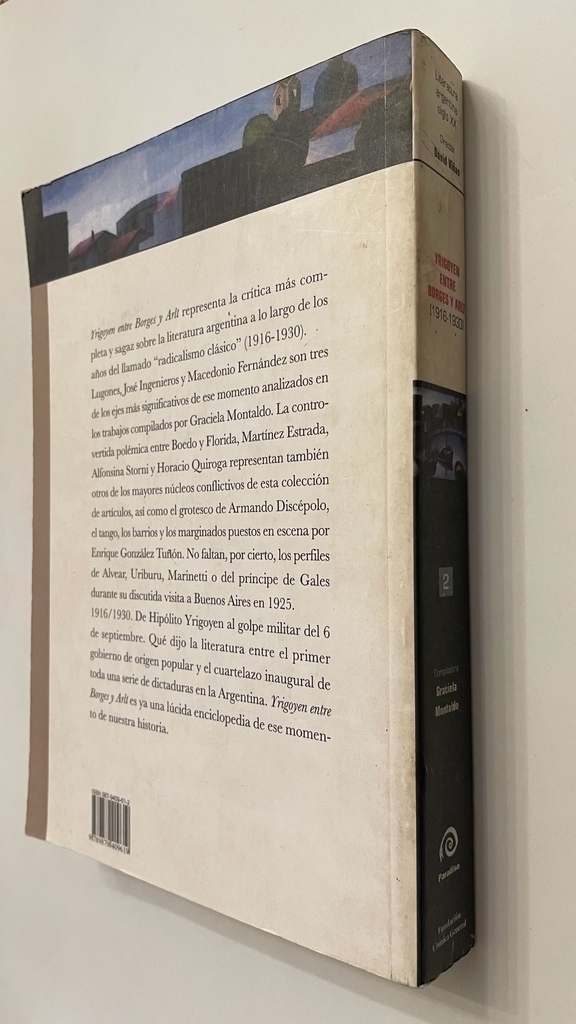 Yrigoyen entre Borges y Arlt representa la crítica más com-
pleta y sagaz sobre la literatura argentina a lo largo de los
años del llamado “radicalismo clásico” (1916-1930).
Lugones, José Ingenieros y Macedonio Fernández son tres
de los ejes más significativos de ese momento analizados en
los trabajos compilados por Graciela Montaldo. La contro-
vertida polémica entre Boedo y Florida, Martínez Estrada,
Alfonsina Storni y Horacio Quiroga representan también
otros de los mayores núcleos conflictivos de esta colección
de artículos, así como el grotesco de Armando Discépolo,
el tango, los barrios y los marginados puestos en escena por
Enrique González Tuñón. No faltan, por cierto, los perfiles
de Alvear, Uriburu, Marinetti o del príncipe de Gales
durante su discutida visita a Buenos Aires en 1925.
1916/1930. De Hipólito Yrigoyen al golpe militar del 6
de septiembre. Qué dijo la literatura entre el primer
gobierno de origen popular y el cuartelazo inaugural de
toda una serie de dictaduras en la Argentina. Yrigoyen entre
Borges y Arlt es ya una lúcida enciclopedia de ese momen-
to de nuestra historia.
Literatura
argentina
siglo XX
Director
David Viñas
YRIGOYEN
ENTRE
BORGES Y ARLT
(1916-1930)
2
Compiladora
Graciela
Montaldo
Paradiso
Fundación
Crónica General